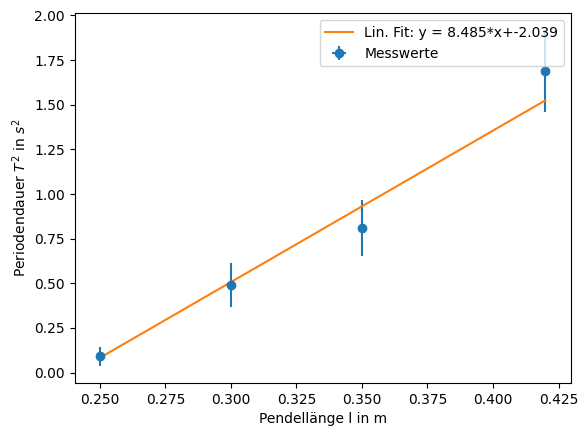 2.00
1.75
1.50
1.25
1.00
0.75
0.50
0.25
0.00
Periodendauer T² in s²
Lin. Fit: y = 8.485*x+-2.039
Messwerte
0.250 0.275 0.300 0.325 0.350 0.375 0.400 0.425
Pendellänge l in m